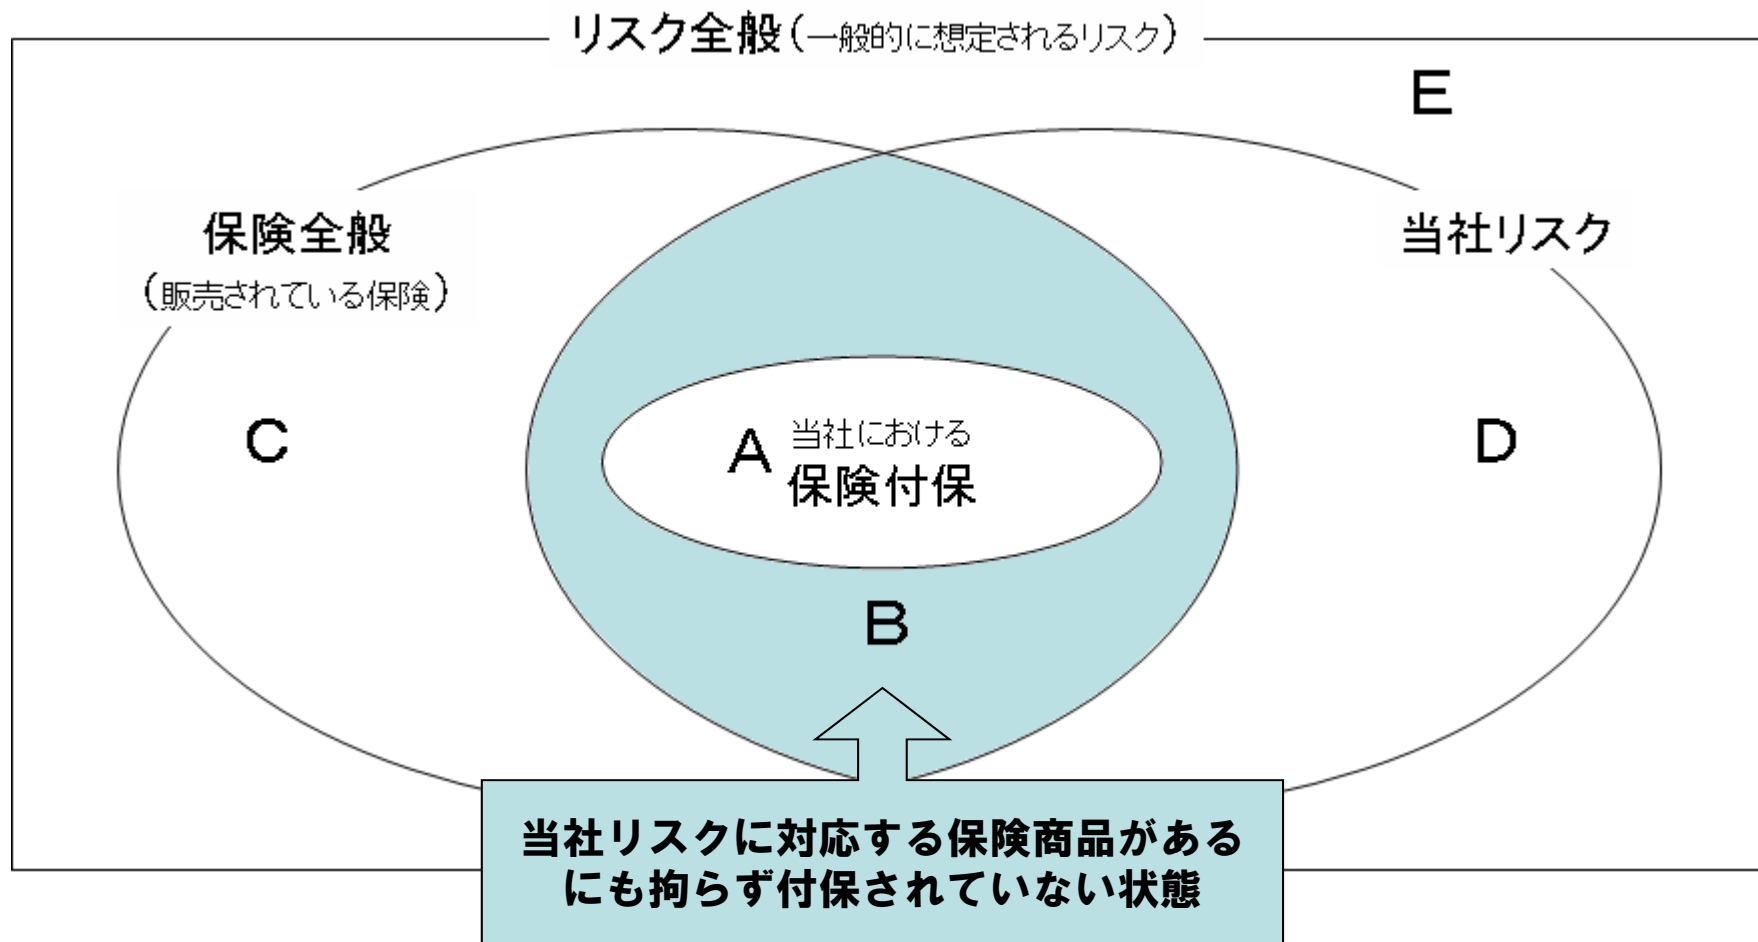 リスク全般（一般的に想定されるリスク）
E
保険全般
（販売されている保険）
当社リスク
C
A 当社における
保険付保
D
B
当社リスクに対応する保険商品がある
にも拘らず付保されていない状態